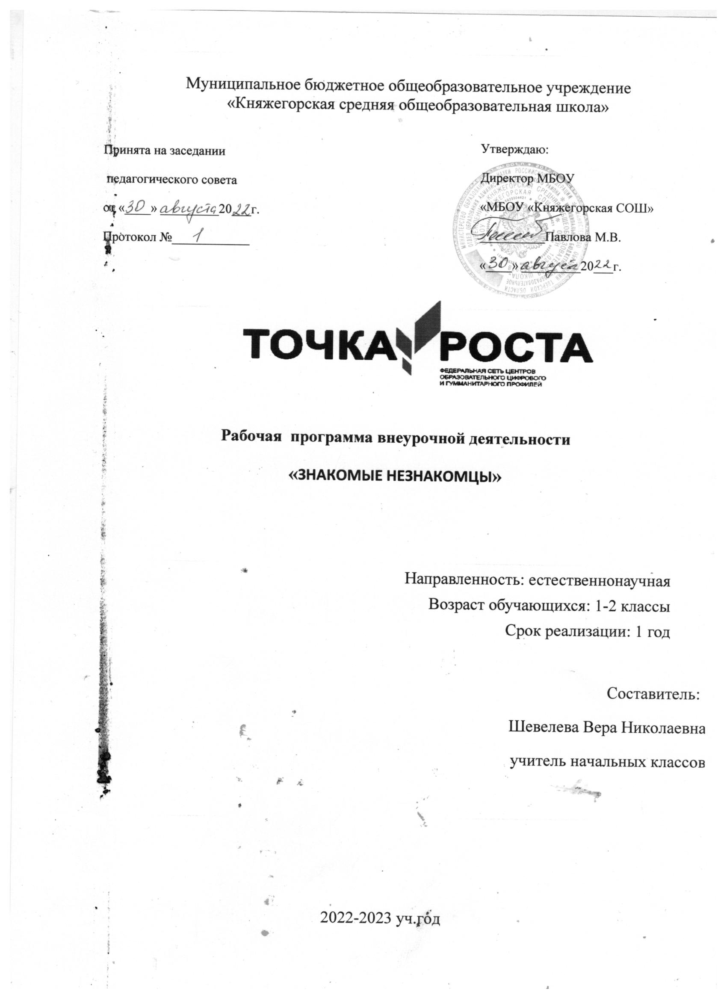 Муниципальное бюджетное общеобразовательное учреждение
«Княжегорская средняя общеобразовательная школа»
Принята на заседании
педагогического совета
от «30» августа 2022г.
Протокол № 1
Утверждаю:
Директор МБОУ
«МБОУ «Княжегорская СОШ»
Павлова М.В.
«30» августа 2022г.
ТОЧКА РОСТА
ФЕДЕРАЛЬНАЯ СЕТЬ ЦЕНТРОВ
ОБРАЗОВАТЕЛЬНОГО ЦИФРОВОГО
И ГУММАНИТАРНОГО ПРОФИЛЕЙ
Рабочая программа внеурочной деятельности
«ЗНАКОМЫЕ НЕЗНАКОМЦЫ»
Направленность: естественнонаучная
Возраст обучающихся: 1-2 классы
Срок реализации: 1 год
Составитель:
Шевелева Вера Николаевна
учитель начальных классов
2022-2023 уч.год